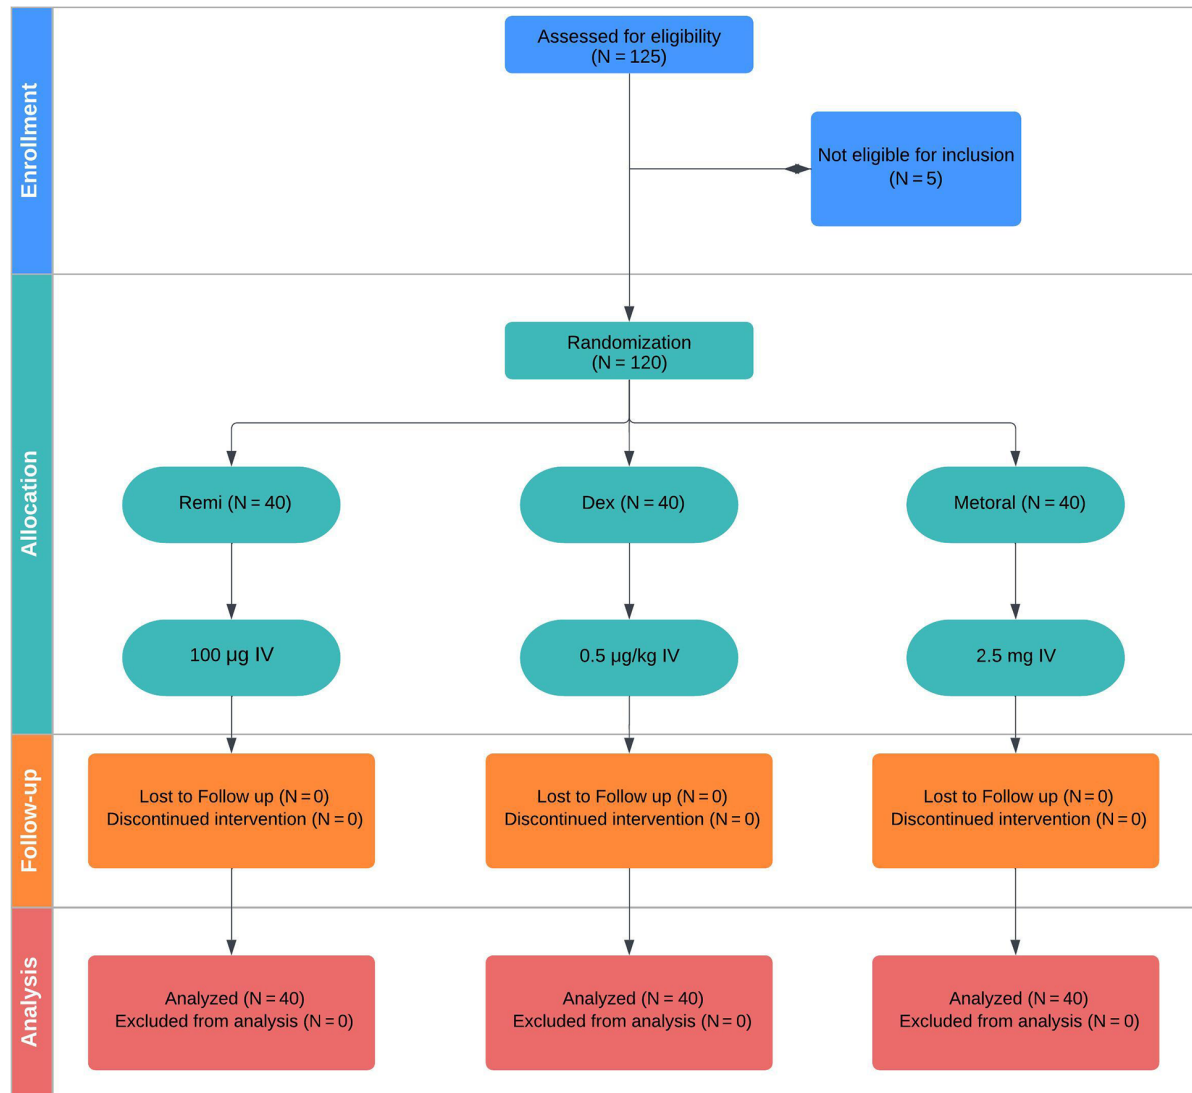 Enrollment
Assessed for eligibility
(N = 125)
Not eligible for inclusion
(N = 5)
Allocation
Randomization
(N = 120)
Remi (N = 40)
Dex (N = 40)
Metoral (N = 40)
100 μg IV
0.5 μg/kg IV
2.5 mg IV
Follow-up
Lost to Follow up (N = 0)
Discontinued intervention (N = 0)
Lost to Follow up (N = 0)
Discontinued intervention (N = 0)
Lost to Follow up (N = 0)
Discontinued intervention (N = 0)
Analysis
Analyzed (N = 40)
Excluded from analysis (N = 0)
Analyzed (N = 40)
Excluded from analysis (N = 0)
Analyzed (N = 40)
Excluded from analysis (N = 0)